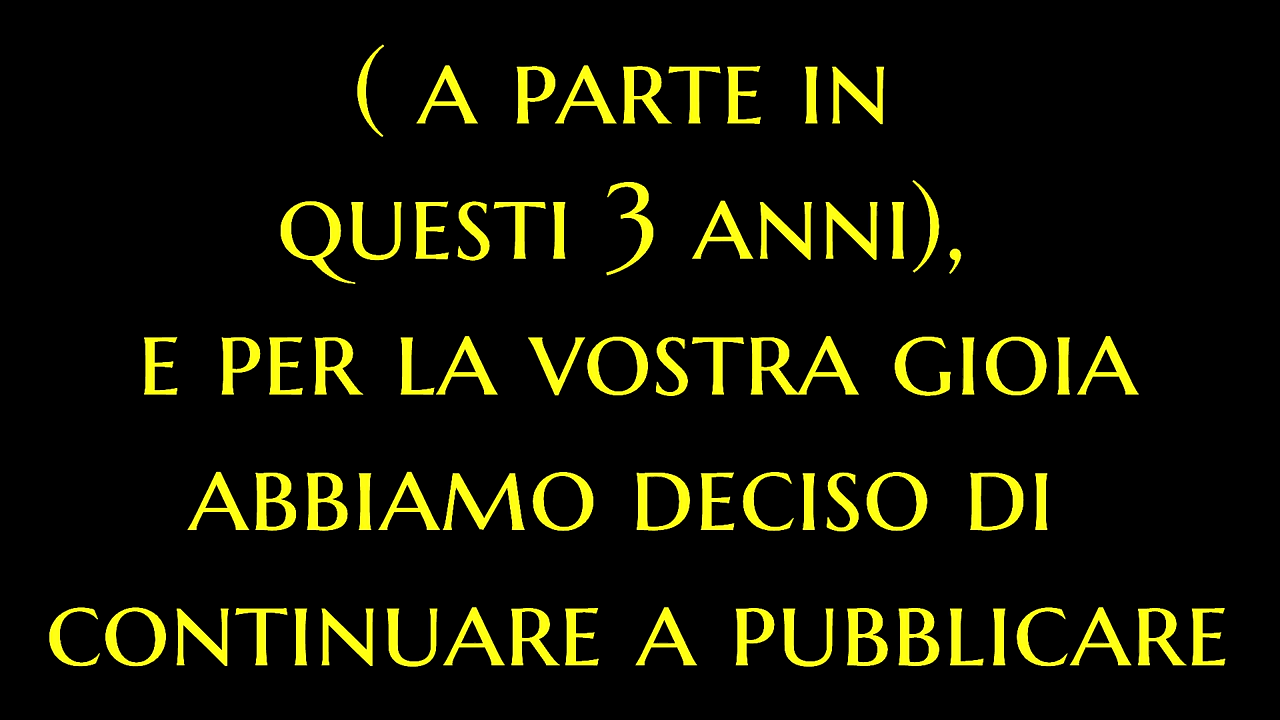 ( A PARTE IN
QUESTI 3 ANNI),
E PER LA VOSTRA GIOIA
ABBIAMO DECISO DI
CONTINUARE A PUBBLICARE